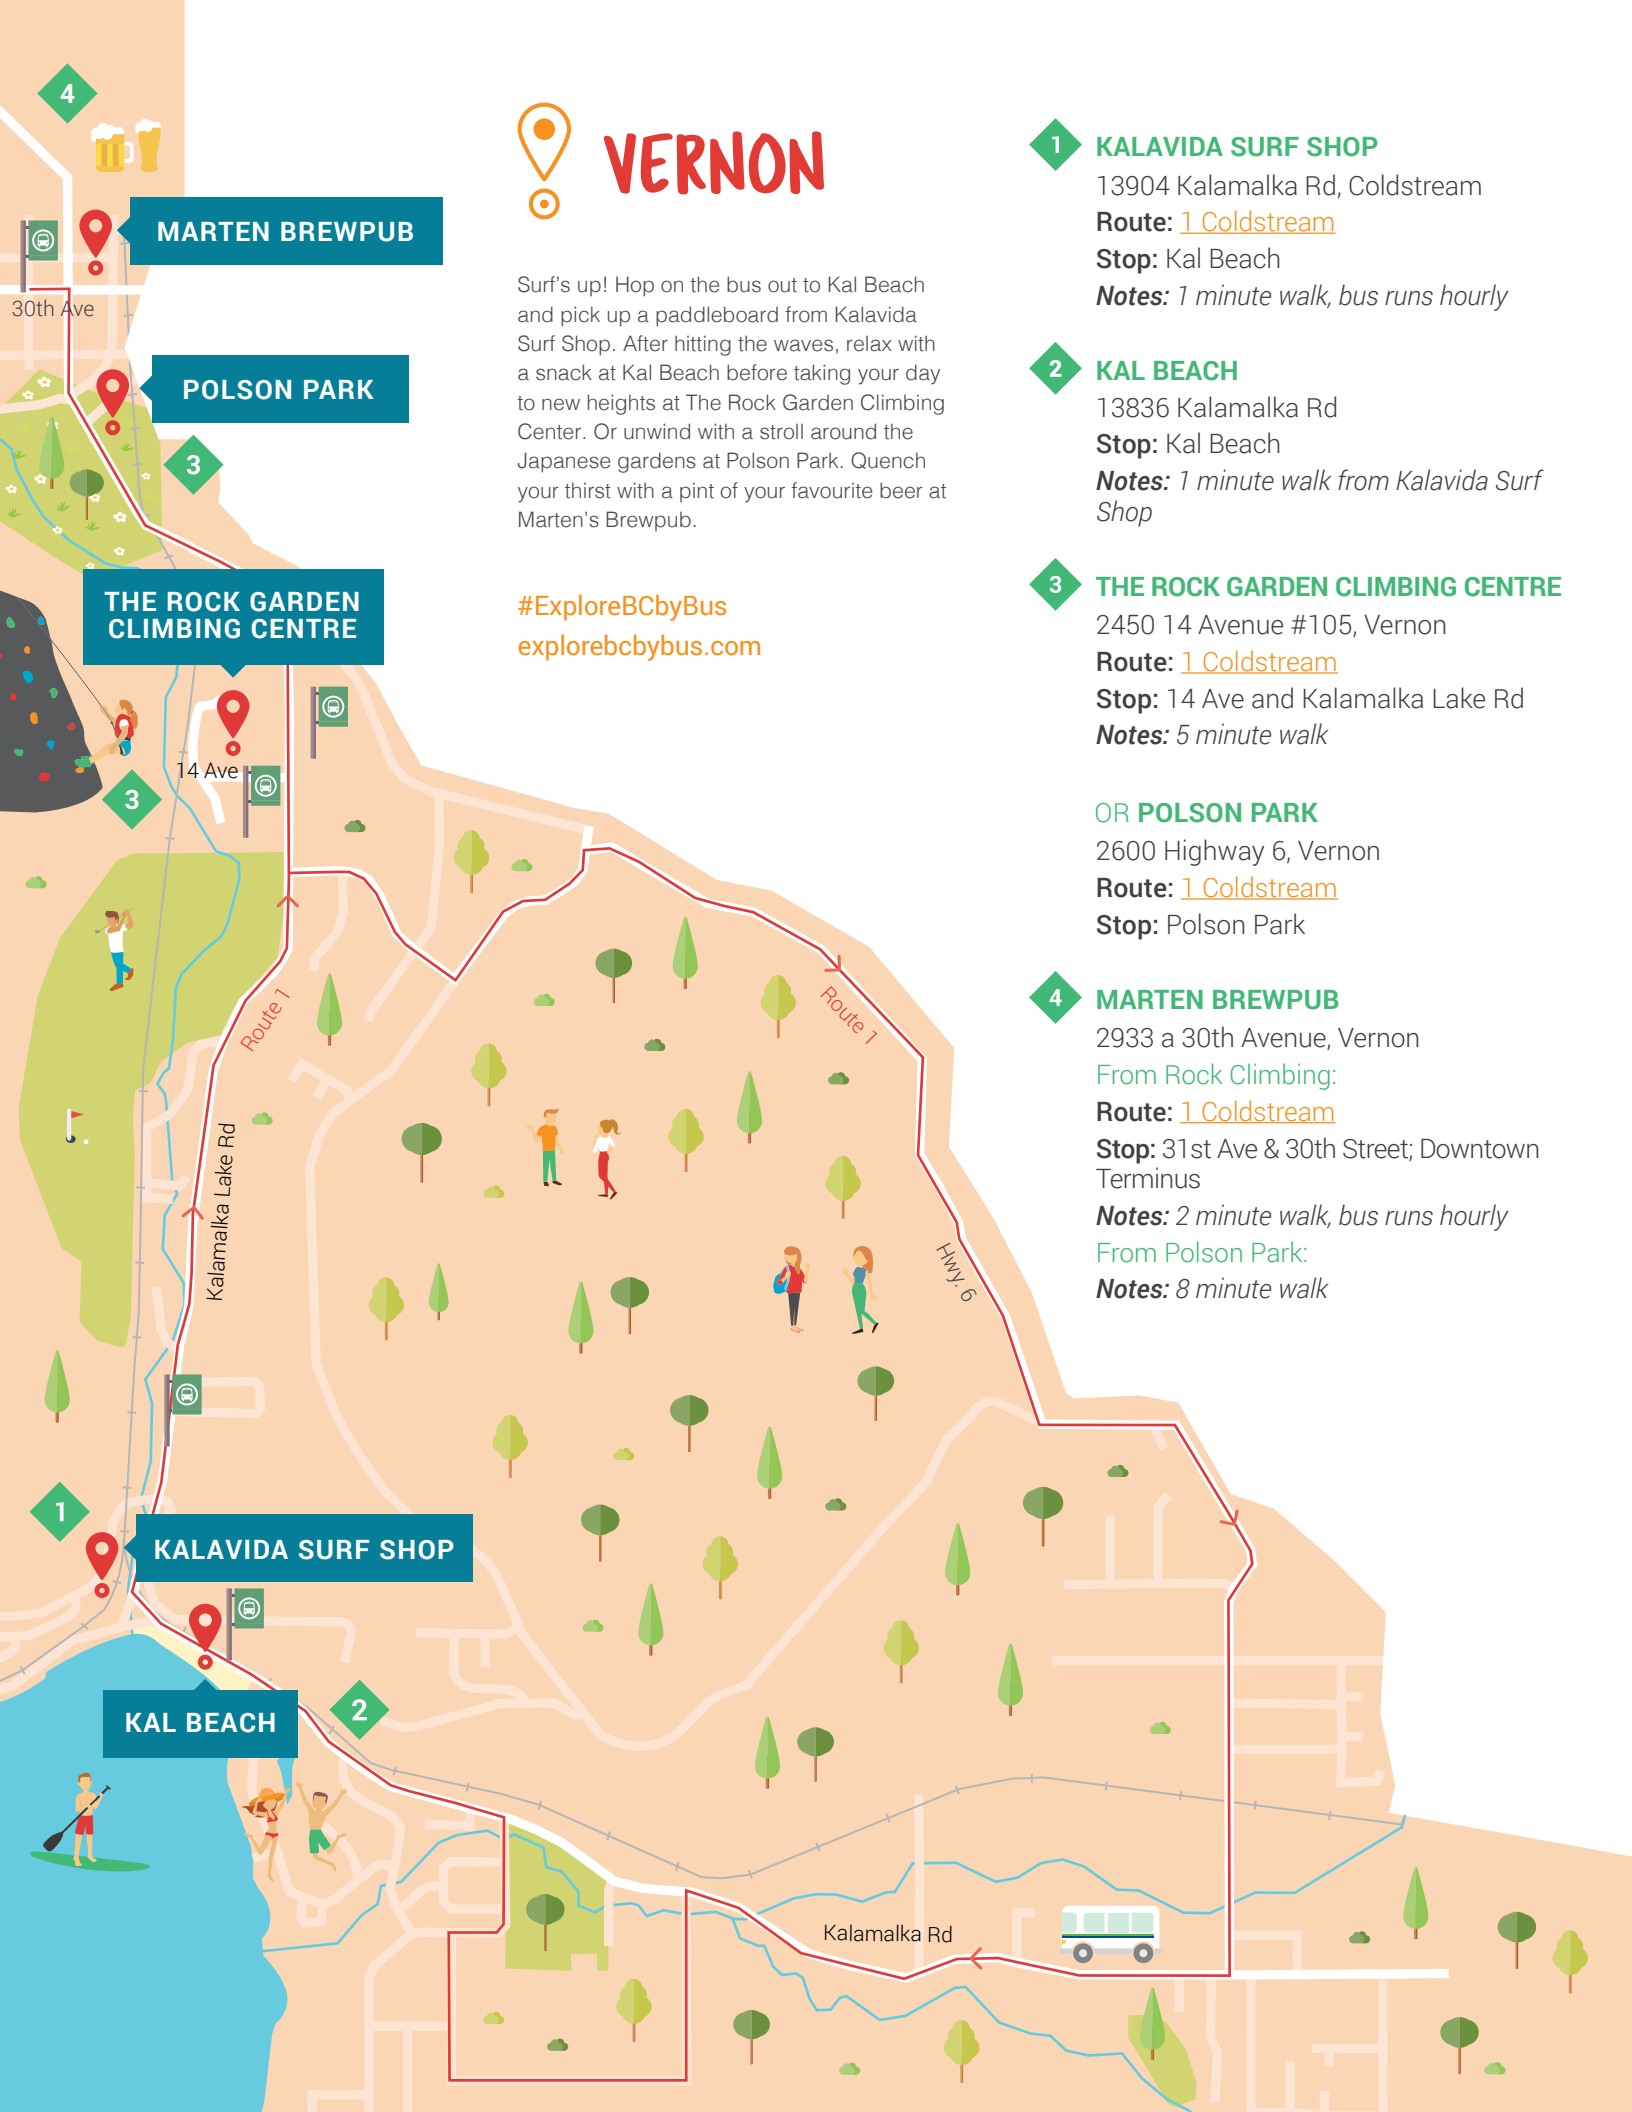 VERNON
Surf's up! Hop on the bus out to Kal Beach
and pick up a paddleboard from Kalavida
Surf Shop. After hitting the waves, relax with
a snack at Kal Beach before taking your day
to new heights at The Rock Garden Climbing
Center. Or unwind with a stroll around the
Japanese gardens at Polson Park. Quench
your thirst with a pint of your favourite beer at
Marten's Brewpub.
#ExploreBCbyBus
explorebcbybus.com
1 KALAVIDA SURF SHOP
13904 Kalamalka Rd, Coldstream
Route: 1 Coldstream
Stop: Kal Beach
Notes: 1 minute walk, bus runs hourly
2 KAL BEACH
13836 Kalamalka Rd
Stop: Kal Beach
Notes: 1 minute walk from Kalavida Surf
Shop
3 THE ROCK GARDEN CLIMBING CENTRE
2450 14 Avenue #105, Vernon
Route: 1 Coldstream
Stop: 14 Ave and Kalamalka Lake Rd
Notes: 5 minute walk
OR POLSON PARK
2600 Highway 6, Vernon
Route: 1 Coldstream
Stop: Polson Park
4 MARTEN BREWPUB
2933 a 30th Avenue, Vernon
From Rock Climbing:
Route: 1 Coldstream
Stop: 31st Ave & 30th Street; Downtown
Terminus
Notes: 2 minute walk, bus runs hourly
From Polson Park:
Notes: 8 minute walk
4
MARTEN BREWPUB
30th Ave
POLSON PARK
3
THE ROCK GARDEN
CLIMBING CENTRE
14 Ave
3
Route 1
Route 1
Kalamalka Lake Rd
Hwy. 6
1
KALAVIDA SURF SHOP
KAL BEACH
2
Kalamalka Rd